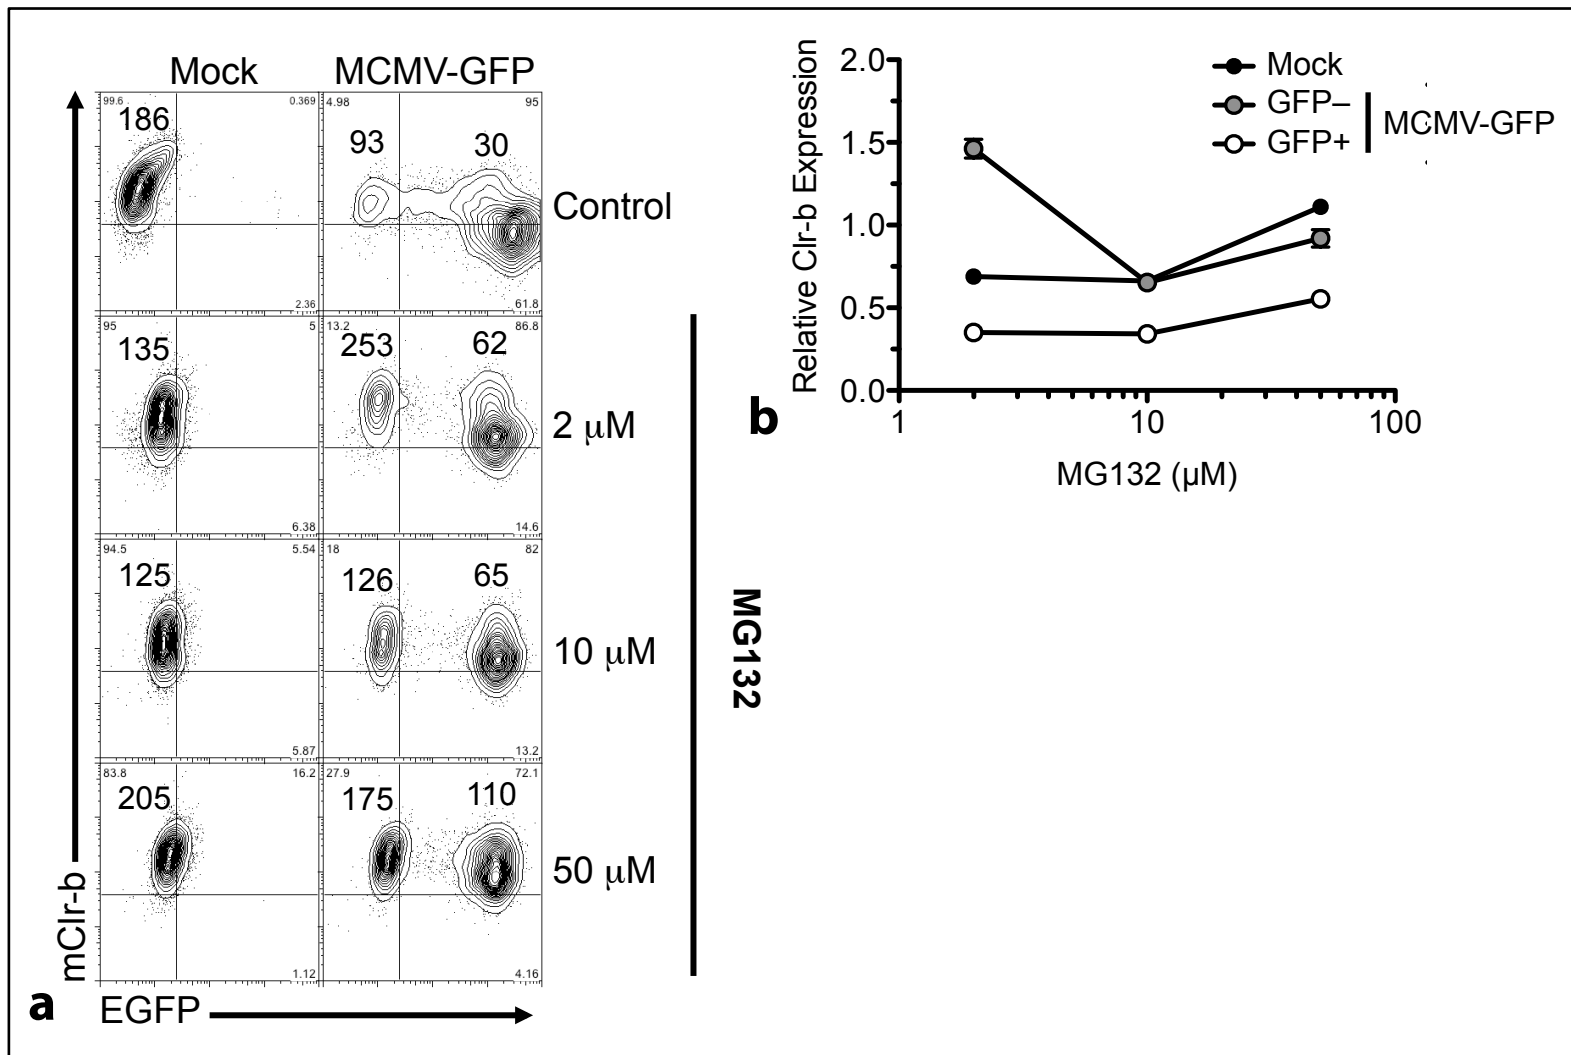 Mock MCMV-GFP
99.6 0.369 4.98 95
186 93 30
Control
2.36 61.8
95 5 13.2 86.8
135 253 62
2 μM
6.38 14.6
94.5 5.54 18 82
125 126 65
10 μM
5.87 13.2
83.8 16.2 27.9 72.1
205 175 110
50 μM
1.12 4.16
mClr-b
EGFP
MG132
a
2.0
1.5
1.0
0.5
0.0
Relative Clr-b Expression
1 10 100
MG132 (µM)
Mock
GFP–
GFP+
MCMV-GFP
b